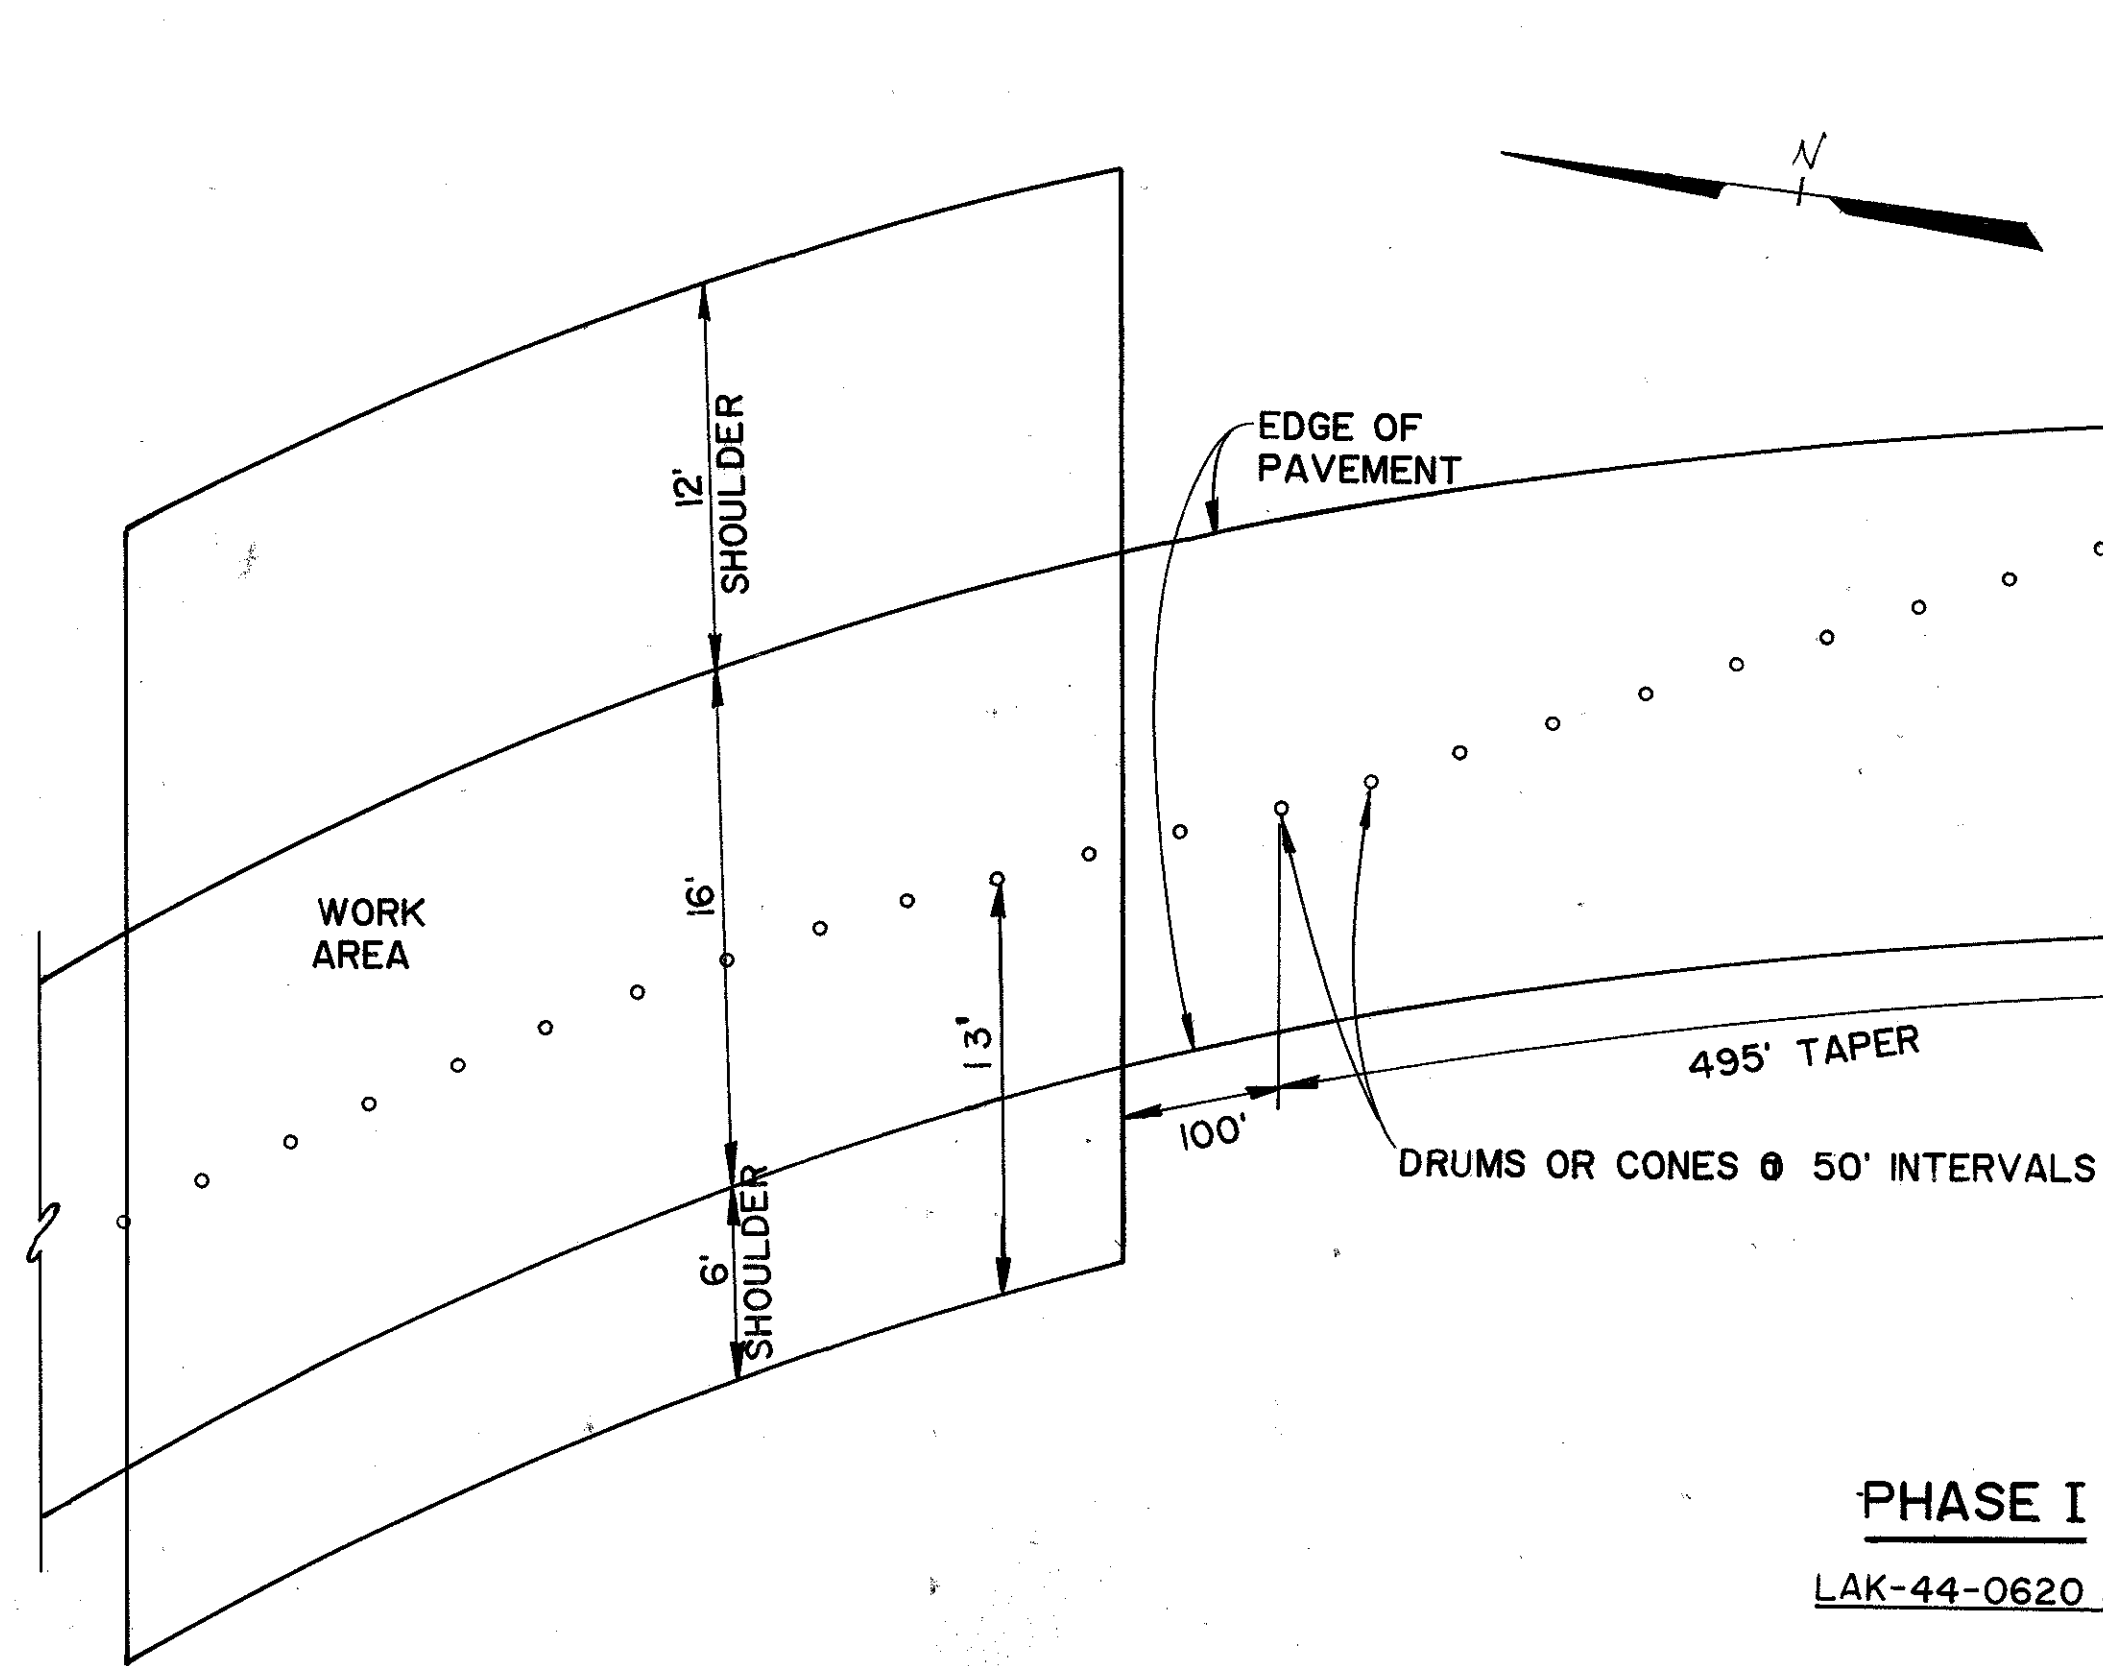 N
12'
SHOULDER
EDGE OF
PAVEMENT
WORK
AREA
16'
13'
495' TAPER
100'
6'
SHOULDER
DRUMS OR CONES @ 50' INTERVALS
PHASE I
LAK-44-0620